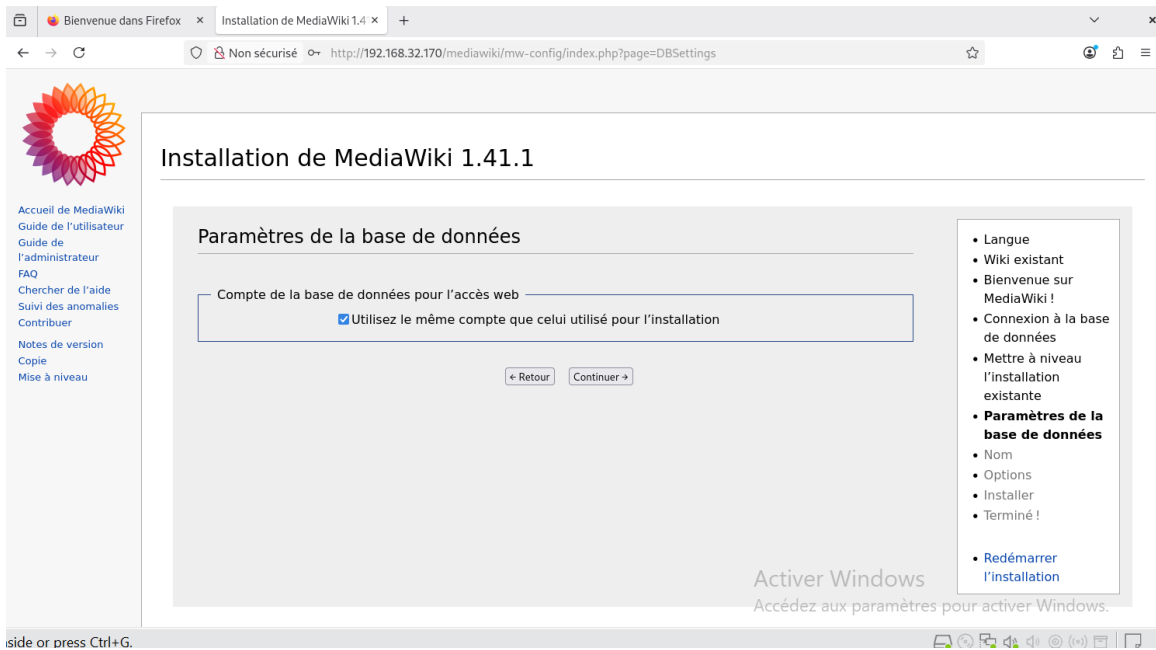 Bienvenue dans Firefox
Installation de MediaWiki 1.4
Non sécurisé
http://192.168.32.170/mediawiki/mw-config/index.php?page=DBSettings
Accueil de MediaWiki
Guide de l’utilisateur
Guide de
l’administrateur
FAQ
Chercher de l’aide
Suivi des anomalies
Contribuer
Notes de version
Copie
Mise à niveau
Installation de MediaWiki 1.41.1
Paramètres de la base de données
Compte de la base de données pour l’accès web
Utilisez le même compte que celui utilisé pour l’installation
← Retour
Continuer →
Langue
Wiki existant
Bienvenue sur
MediaWiki !
Connexion à la base
de données
Mettre à niveau
l’installation
existante
Paramètres de la
base de données
Nom
Options
Installer
Terminé !
Redémarrer
l’installation
Activer Windows
Accédez aux paramètres pour activer Windows.
nside or press Ctrl+G.